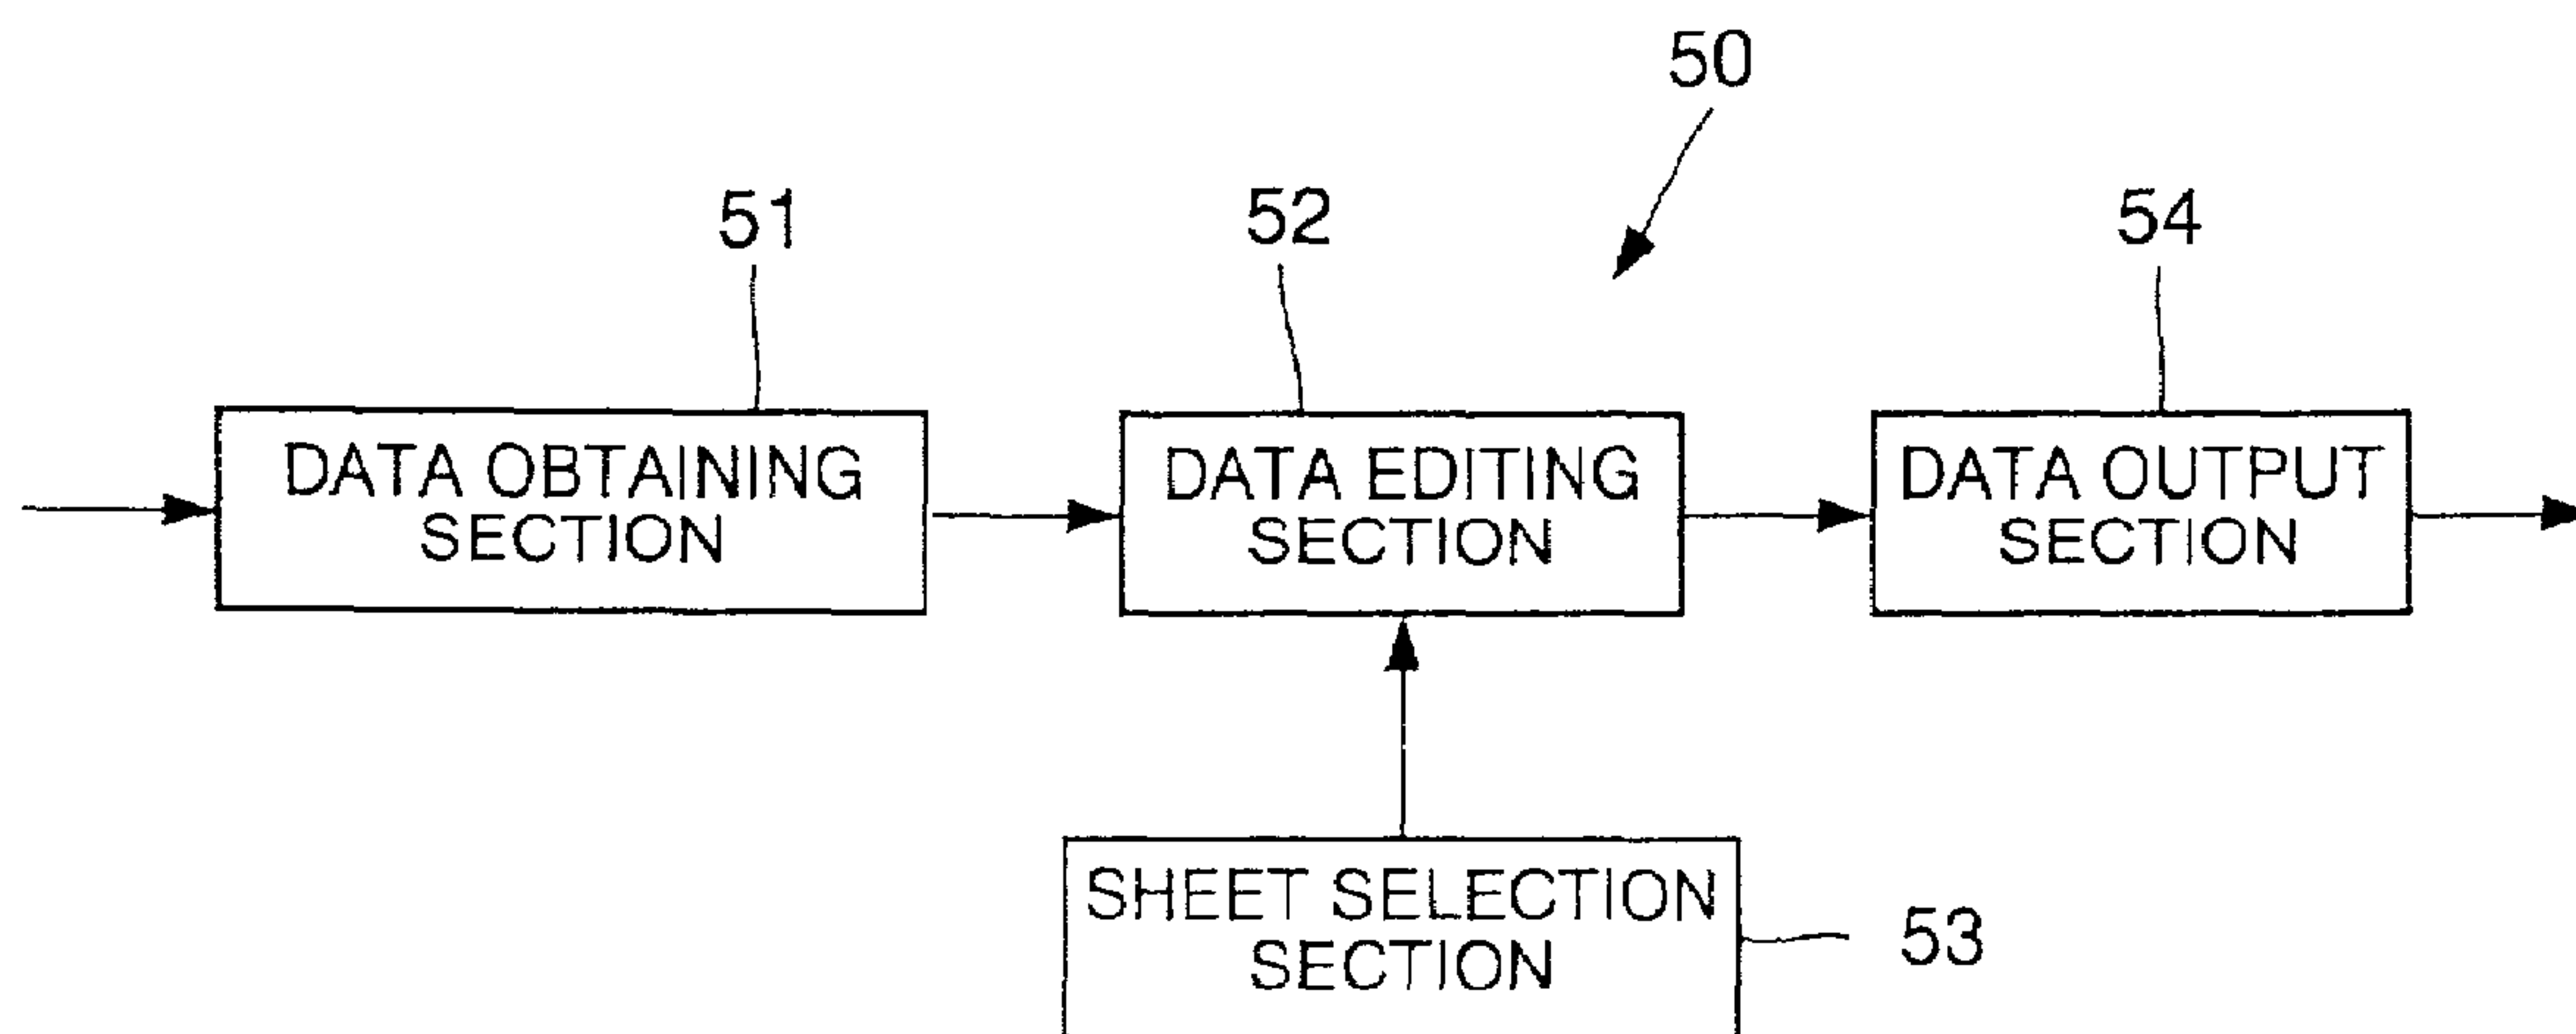 50
51
52
54
DATA OBTAINING
SECTION
DATA EDITING
SECTION
DATA OUTPUT
SECTION
SHEET SELECTION
SECTION
53